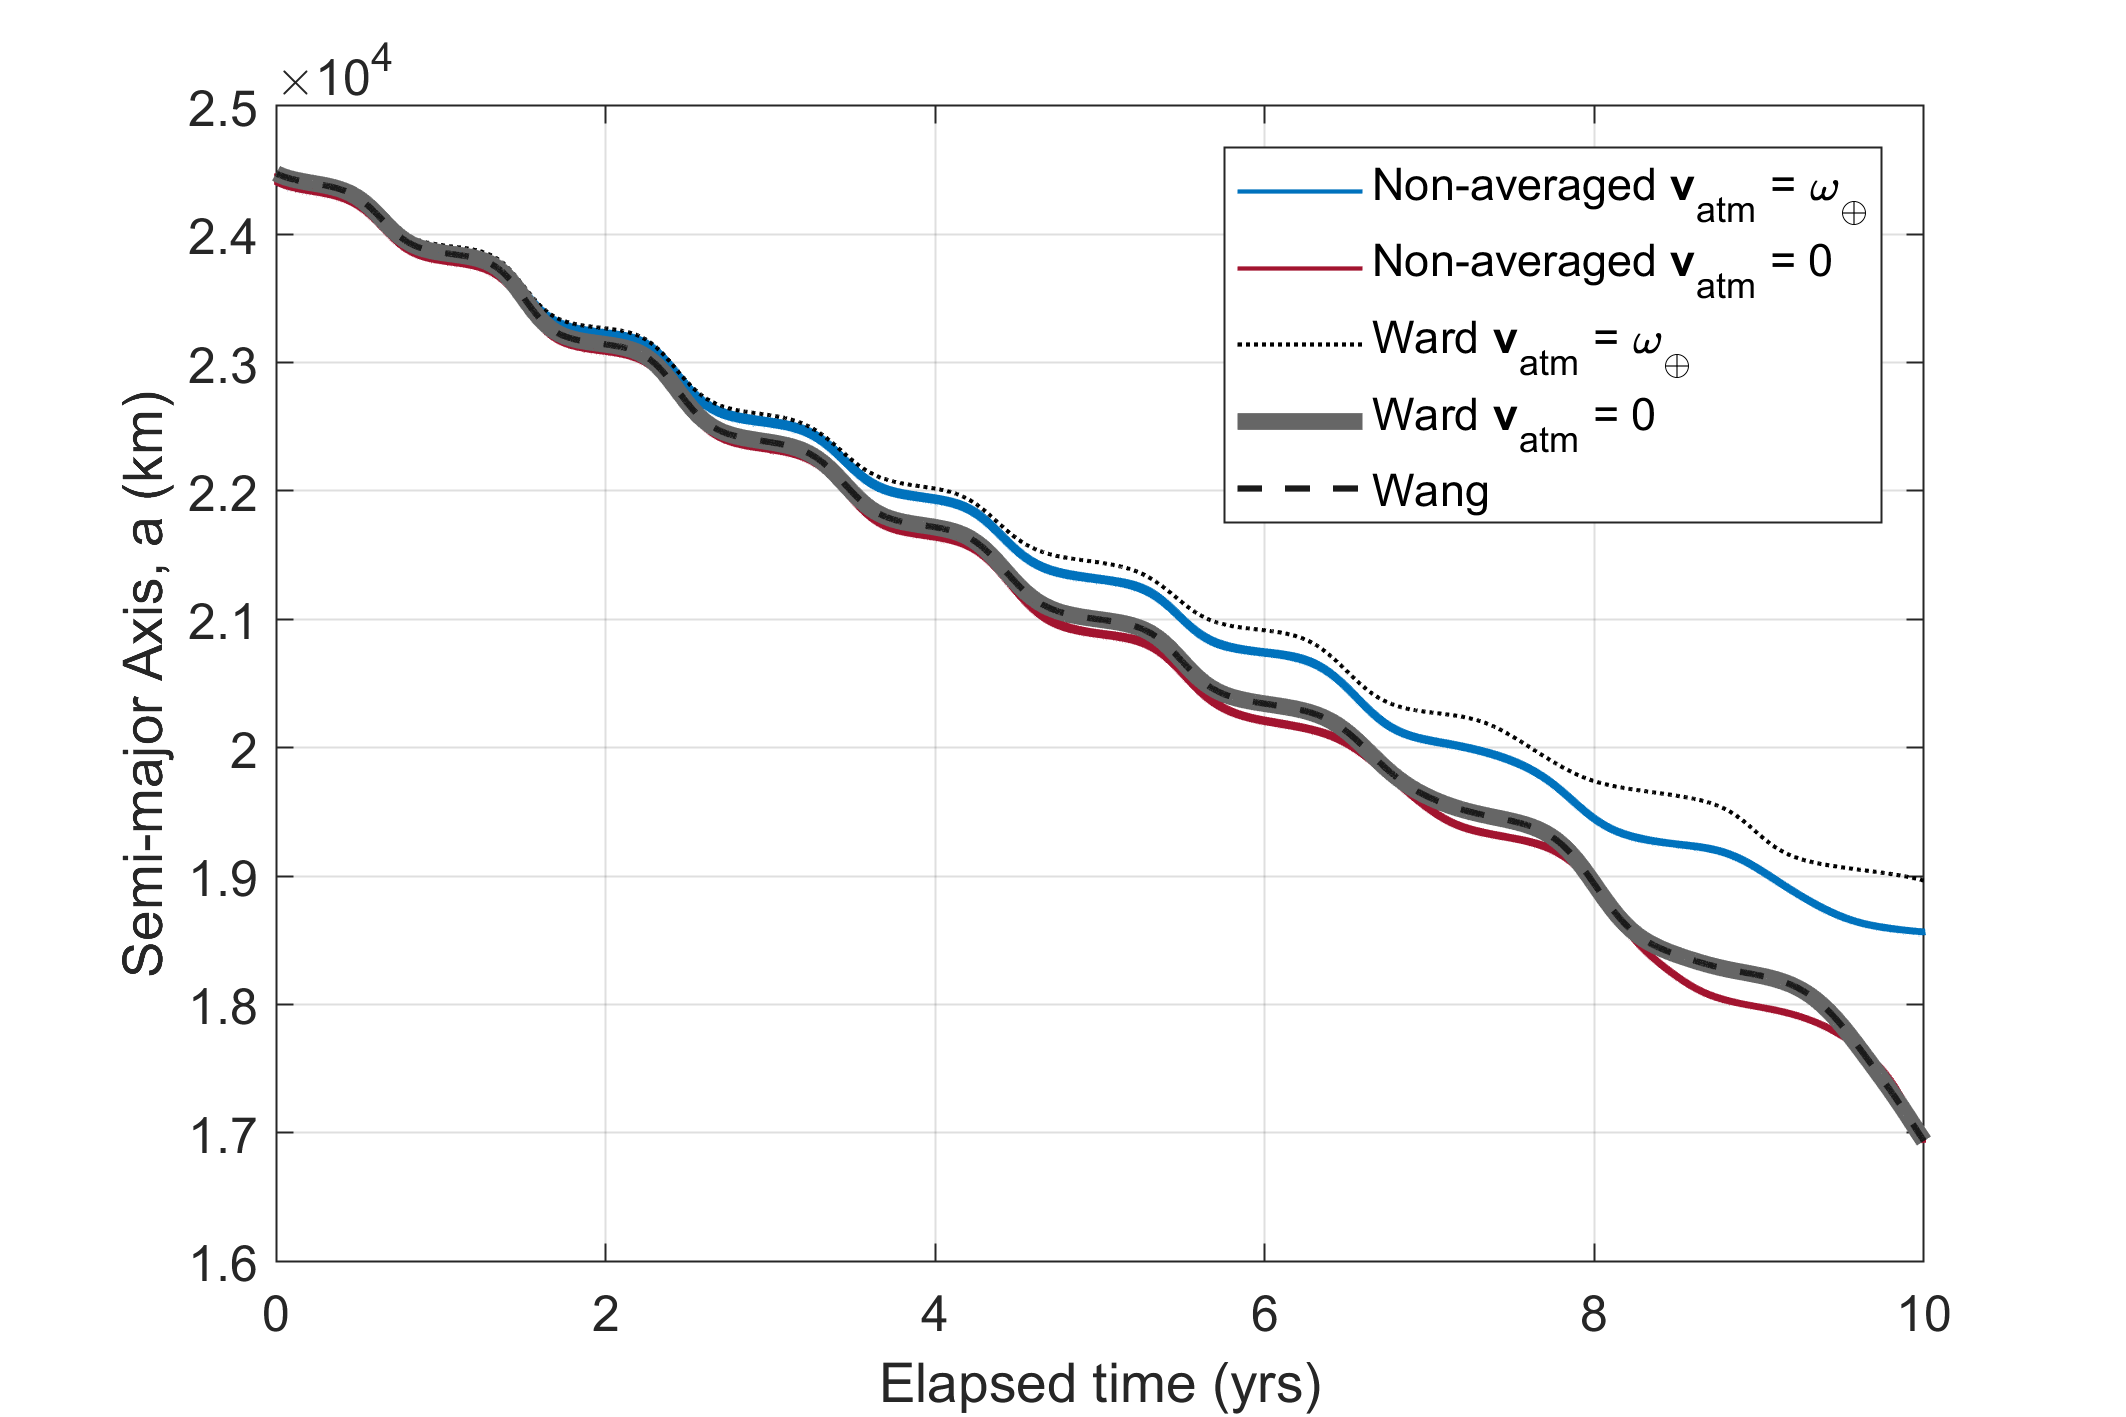 ×10⁴
2.5
2.4
2.3
2.2
2.1
2
1.9
1.8
1.7
1.6
Semi-major Axis, a (km)
0 2 4 6 8 10
Elapsed time (yrs)
Non-averaged v_atm = ω_⊕
Non-averaged v_atm = 0
Ward v_atm = ω_⊕
Ward v_atm = 0
Wang